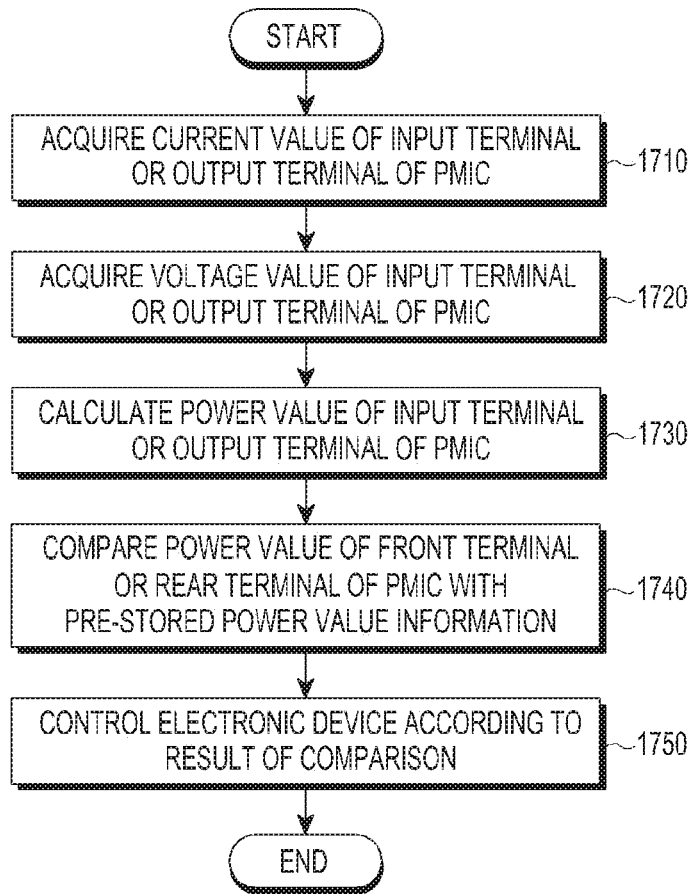 START
ACQUIRE CURRENT VALUE OF INPUT TERMINAL
OR OUTPUT TERMINAL OF PMIC
1710
ACQUIRE VOLTAGE VALUE OF INPUT TERMINAL
OR OUTPUT TERMINAL OF PMIC
1720
CALCULATE POWER VALUE OF INPUT TERMINAL
OR OUTPUT TERMINAL OF PMIC
1730
COMPARE POWER VALUE OF FRONT TERMINAL
OR REAR TERMINAL OF PMIC WITH
PRE-STORED POWER VALUE INFORMATION
1740
CONTROL ELECTRONIC DEVICE ACCORDING TO
RESULT OF COMPARISON
1750
END